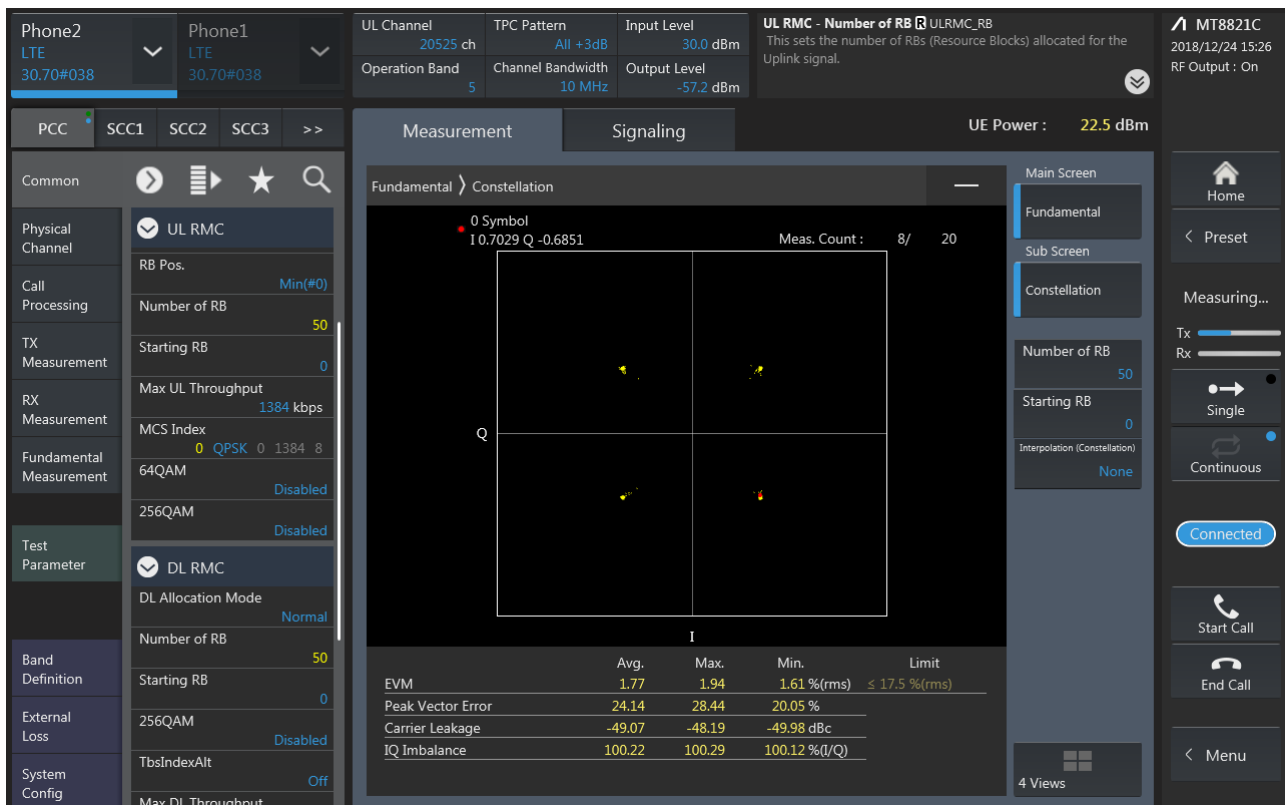 Phone2
LTE
30.70#038
Phone1
LTE
30.70#038
UL Channel
20525 ch
Operation Band
5
TPC Pattern
All +3dB
Channel Bandwidth
10 MHz
Input Level
30.0 dBm
Output Level
-57.2 dBm
UL RMC - Number of RB R ULRMC_RB
This sets the number of RBs (Resource Blocks) allocated for the
Uplink signal.
MT8821C
2018/12/24 15:26
RF Output : On
PCC SCC1 SCC2 SCC3 >>
Measurement
Signaling
UE Power : 22.5 dBm
Common
Physical
Channel
Call
Processing
TX
Measurement
RX
Measurement
Fundamental
Measurement
Test
Parameter
Band
Definition
External
Loss
System
Config
UL RMC
RB Pos.
Min(#0)
Number of RB
50
Starting RB
0
Max UL Throughput
1384 kbps
MCS Index
0 QPSK 0 1384 8
64QAM
Disabled
256QAM
Disabled
DL RMC
DL Allocation Mode
Normal
Number of RB
50
Starting RB
0
256QAM
Disabled
TbsIndexAlt
Off
Max DL Throughput
Fundamental 〉 Constellation
0 Symbol
I 0.7029 Q -0.6851
Meas. Count : 8/ 20
Q
I
Avg. Max. Min. Limit
EVM 1.77 1.94 1.61 %(rms) ≤ 17.5 %(rms)
Peak Vector Error 24.14 28.44 20.05 %
Carrier Leakage -49.07 -48.19 -49.98 dBc
IQ Imbalance 100.22 100.29 100.12 %(I/Q)
Main Screen
Fundamental
Sub Screen
Constellation
Number of RB
50
Starting RB
0
Interpolation (Constellation)
None
4 Views
Home
< Preset
Measuring...
Tx
Rx
Single
Continuous
Connected
Start Call
End Call
< Menu